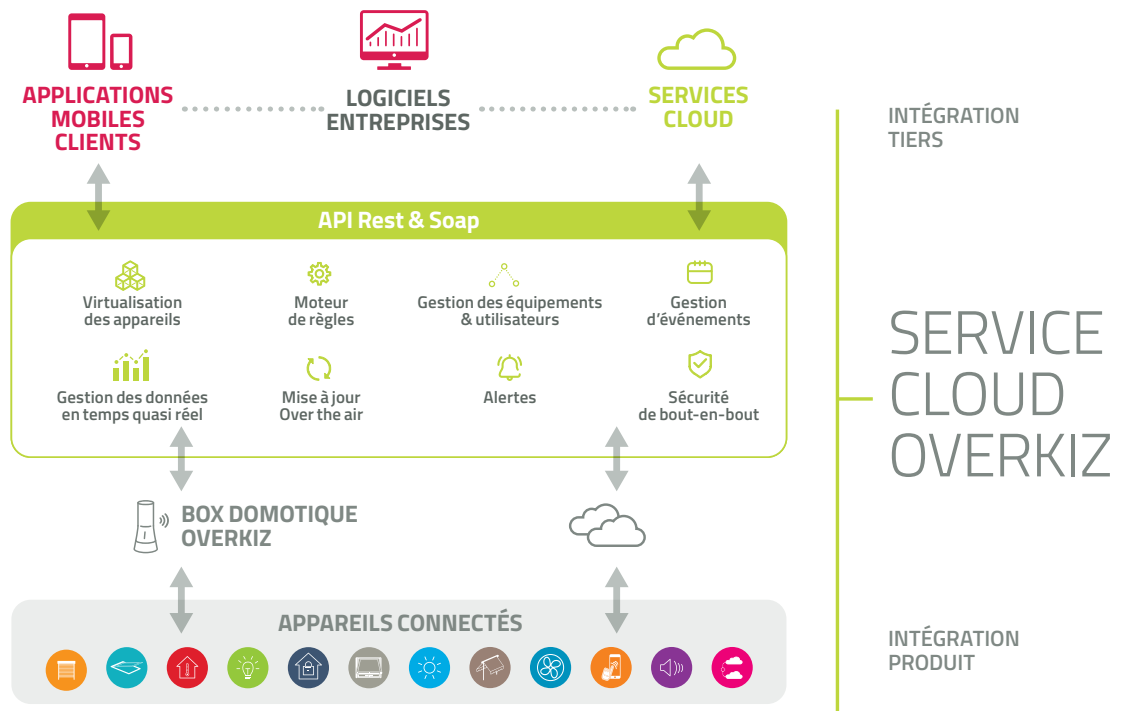 APPLICATIONS
MOBILES
CLIENTS
LOGICIELS
ENTREPRISES
SERVICES
CLOUD
INTÉGRATION
TIERS
API Rest & Soap
Virtualisation
des appareils
Moteur
de règles
Gestion des équipements
& utilisateurs
Gestion
d'événements
Gestion des données
en temps quasi réel
Mise à jour
Over the air
Alertes
Sécurité
de bout-en-bout
SERVICE
CLOUD
OVERKIZ
BOX DOMOTIQUE
OVERKIZ
APPAREILS CONNECTÉS
INTÉGRATION
PRODUIT